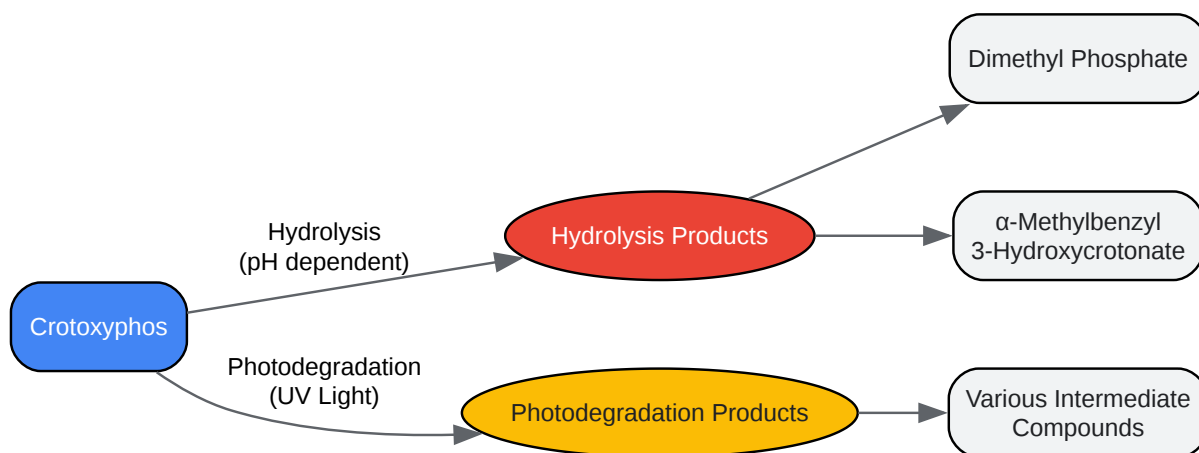 Dimethyl Phosphate
Hydrolysis
(pH dependent)
Hydrolysis Products
α-Methylbenzyl
3-Hydroxycrotonate
Crotoxyphos
Photodegradation
(UV Light)
Photodegradation Products
Various Intermediate
Compounds